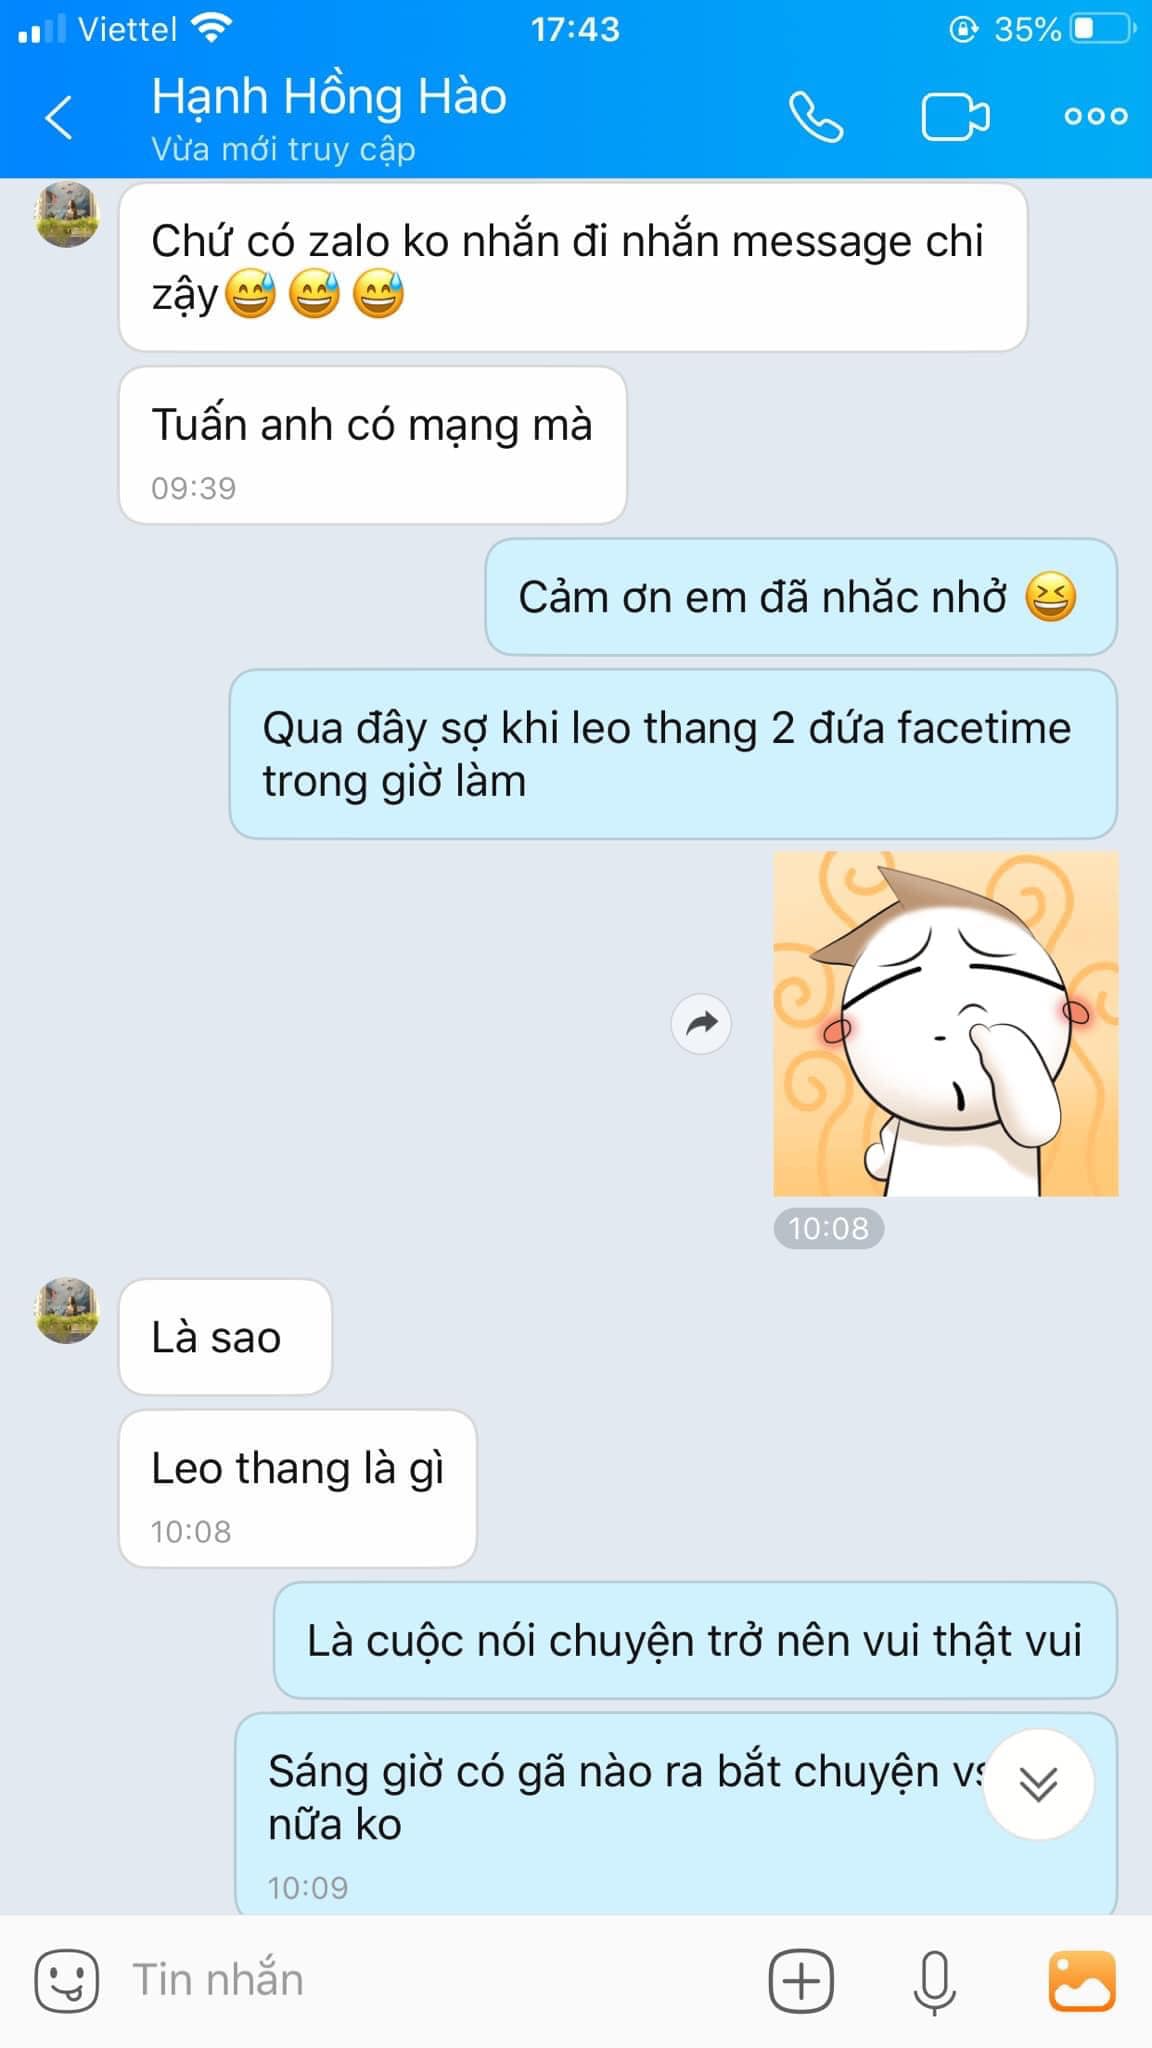 Viettel 17:43 35%
Hạnh Hồng Hào
Vừa mới truy cập
Chứ có zalo ko nhắn đi nhắn message chi
zậy😅😅😅
Tuấn anh có mạng mà
09:39
Cảm ơn em đã nhăc nhở 😆
Qua đây sợ khi leo thang 2 đứa facetime
trong giờ làm
10:08
Là sao
Leo thang là gì
10:08
Là cuộc nói chuyện trở nên vui thật vui
Sáng giờ có gã nào ra bắt chuyện
nữa ko
10:09
Tin nhắn